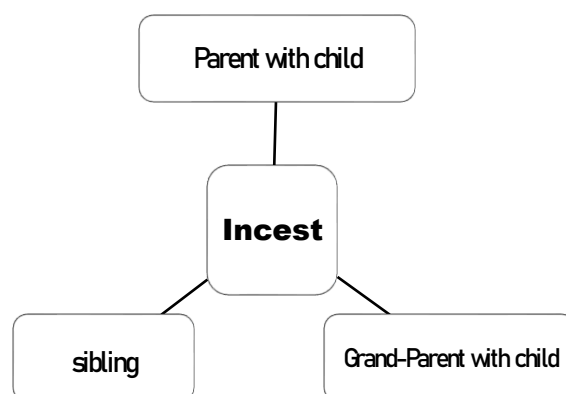 Parent with child
Incest
sibling
Grand-Parent with child